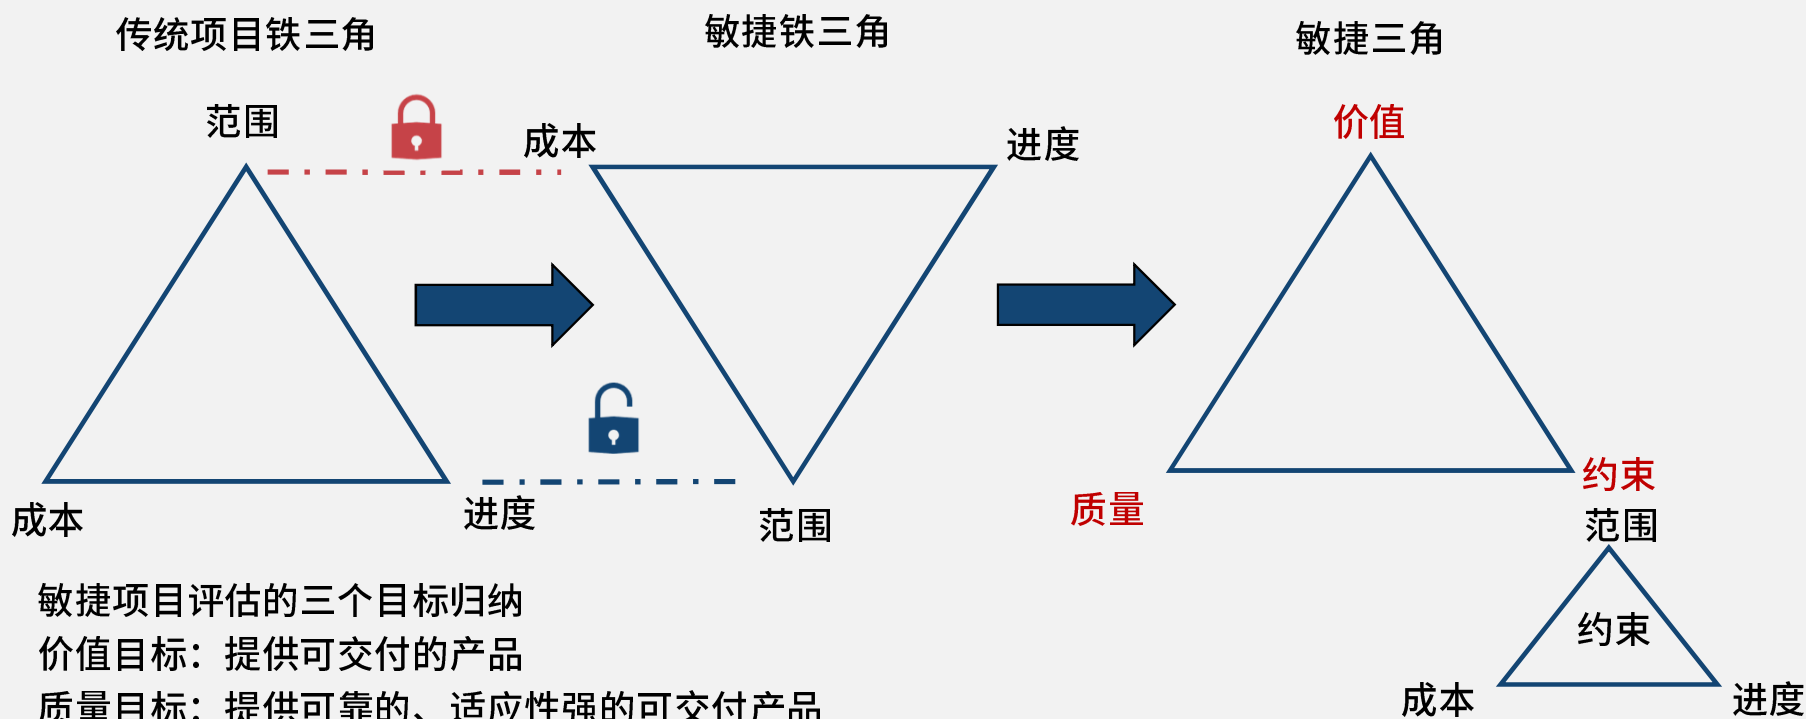 传统项目铁三角
敏捷铁三角
敏捷三角
范围
成本
进度
价值
成本
进度
范围
质量
约束
范围
约束
成本
进度
敏捷项目评估的三个目标归纳
价值目标：提供可交付的产品
质量目标：提供可靠的、适应性强的可交付产品